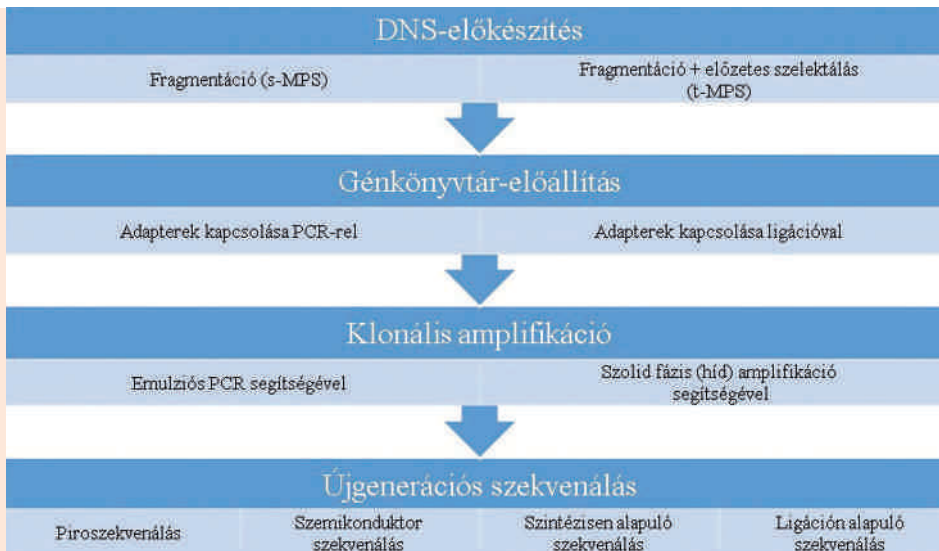 DNS-előkészítés
Fragmentáció (s-MPS)
Fragmentáció + előzetes szelektálás
(t-MPS)
Génkönyvtár-előállítás
Adapterek kapcsolása PCR-rel
Adapterek kapcsolása ligációval
Klonális amplifikáció
Emulziós PCR segítségével
Szolid fázis (híd) amplifikáció
segítségével
Újgenerációs szekvenálás
Piroszekvenálás
Szemikonduktor
szekvenálás
Szintézisen alapuló
szekvenálás
Ligáción alapuló
szekvenálás